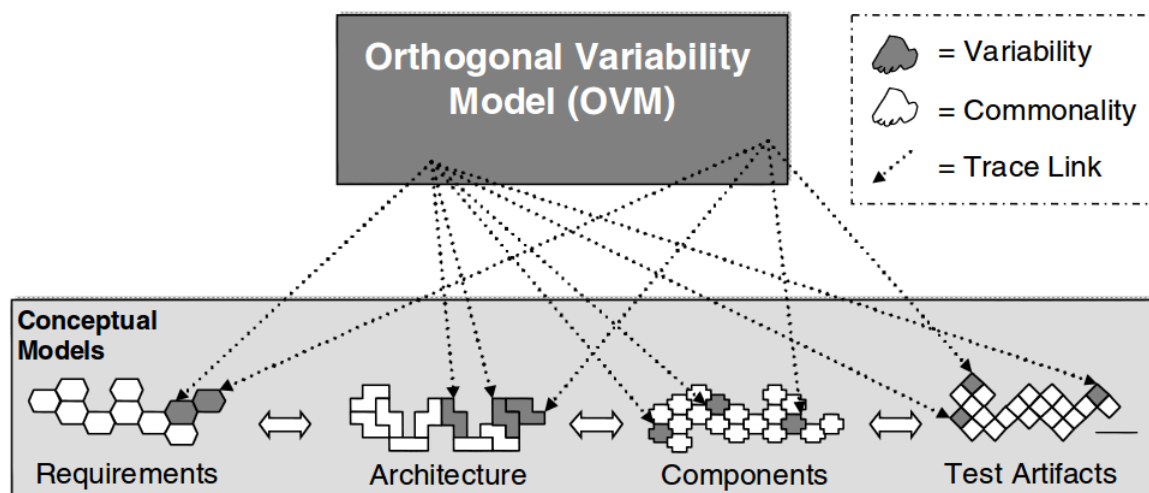 Orthogonal Variability
Model (OVM)
= Variability
= Commonality
= Trace Link
Conceptual
Models
Requirements
Architecture
Components
Test Artifacts